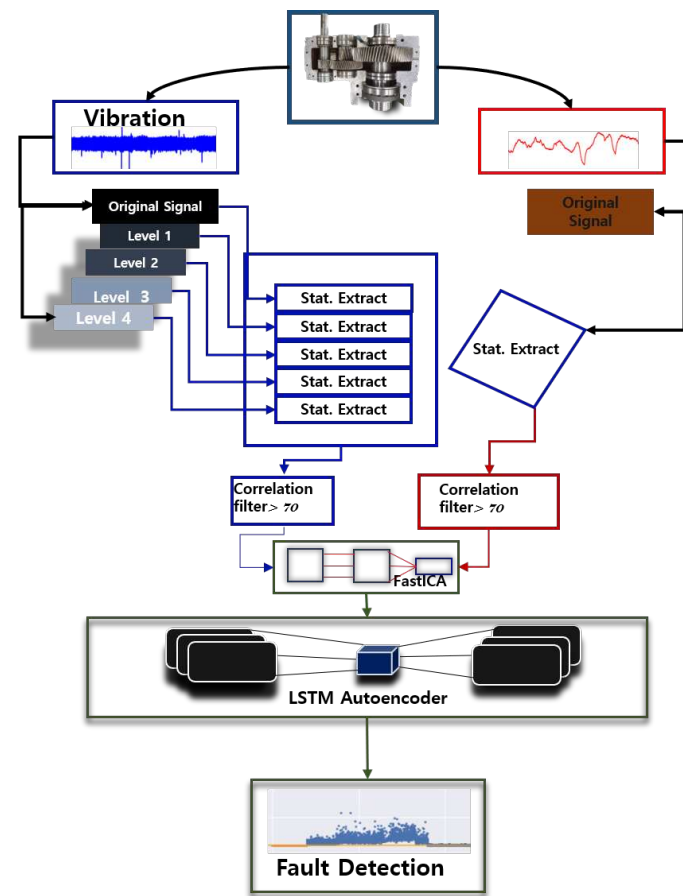 Vibration
Original Signal
Level 1
Level 2
Level 3
Level 4
Original
Signal
Stat. Extract
Stat. Extract
Stat. Extract
Stat. Extract
Stat. Extract
Stat. Extract
Correlation
filter> 70
Correlation
filter> 70
FastICA
LSTM Autoencoder
Fault Detection